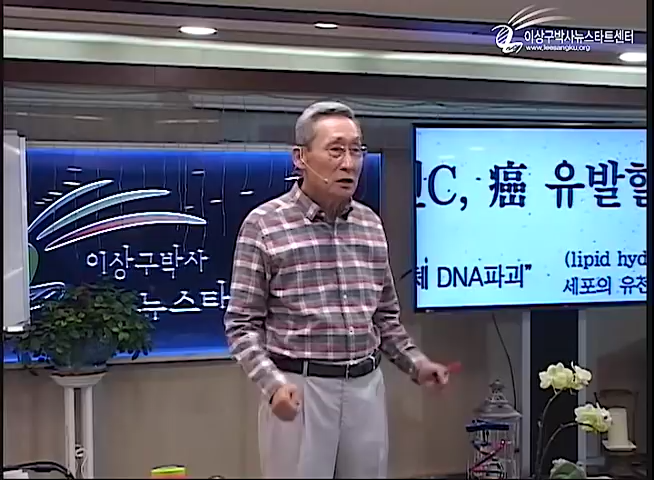 이상구박사뉴스타트센터
www.leesangku.org
C, 癌 유발할
(lipid hyd
체 DNA파괴"
세포의 유전
이상구박사
뉴스타